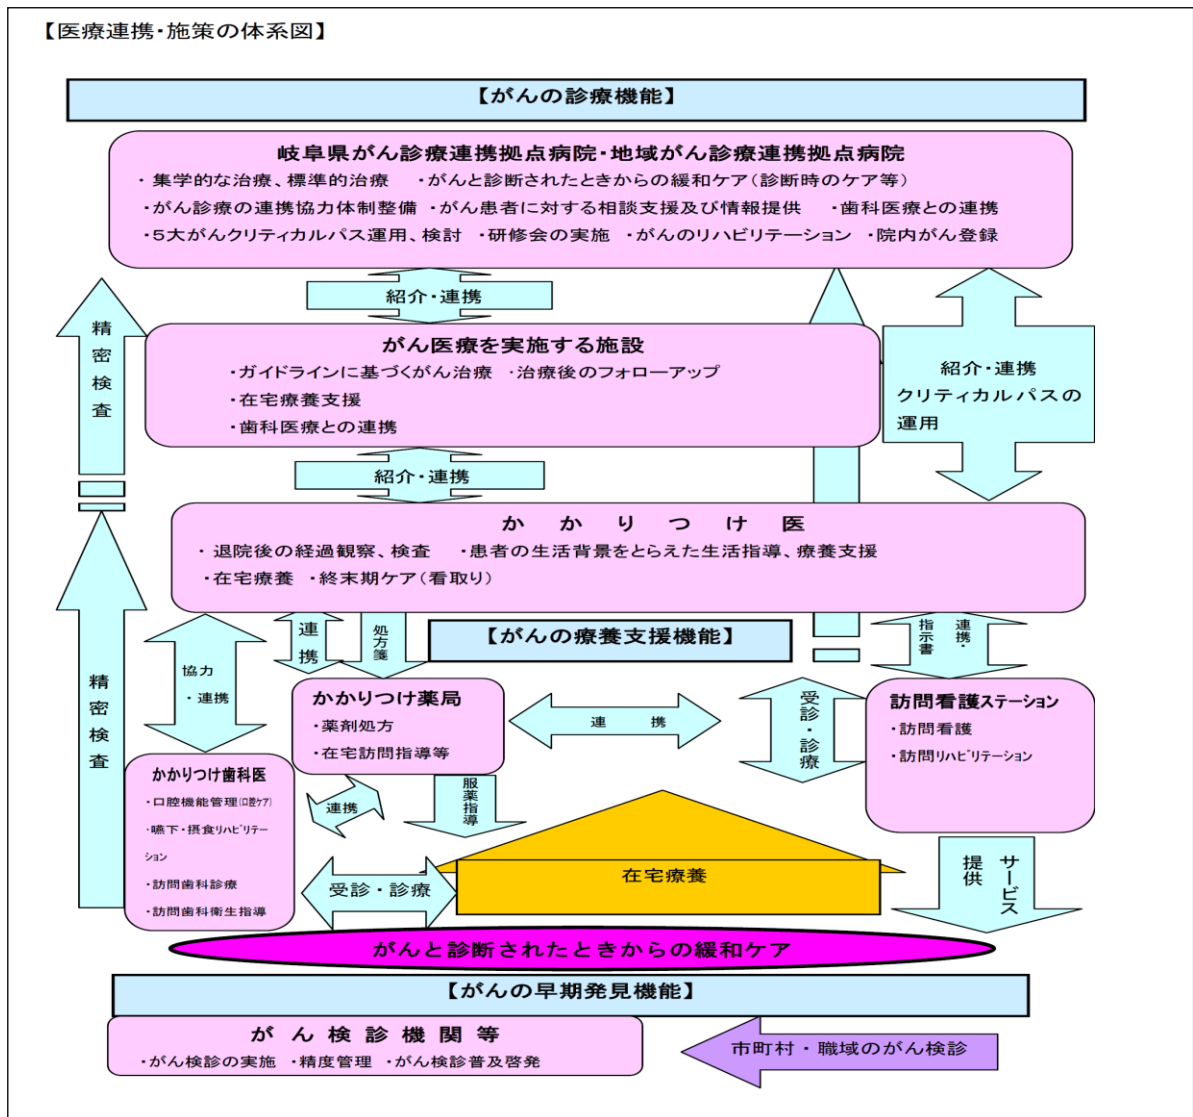 【医療連携・施策の体系図】
【がんの診療機能】
岐阜県がん診療連携拠点病院・地域がん診療連携拠点病院
・集学的な治療、標準的治療　・がんと診断されたときからの緩和ケア（診断時のケア等）
・がん診療の連携協力体制整備　・がん患者に対する相談支援及び情報提供　・歯科医療との連携
・５大がんクリティカルパス運用、検討　・研修会の実施　・がんのリハビリテーション　・院内がん登録
紹介・連携
精密検査
がん医療を実施する施設
・ガイドラインに基づくがん治療　・治療後のフォローアップ
・在宅療養支援
・歯科医療との連携
紹介・連携
クリティカルパスの
運用
紹介・連携
かかりつけ医
・退院後の経過観察、検査　・患者の生活背景をとらえた生活指導、療養支援
・在宅療養　・終末期ケア（看取り）
精密検査
協力
・連携
連携
処方箋
【がんの療養支援機能】
連携・
指示書
かかりつけ薬局
・薬剤処方
・在宅訪問指導等
連携
受診・診療
訪問看護ステーション
・訪問看護
・訪問リハビリテーション
かかりつけ歯科医
・口腔機能管理（口腔ケア）
・嚥下・摂食リハビリテー
ション
・訪問歯科診療
・訪問歯科衛生指導
連携
服薬指導
受診・診療
在宅療養
サービス
提供
がんと診断されたときからの緩和ケア
【がんの早期発見機能】
がん検診機関等
・がん検診の実施　・精度管理　・がん検診普及啓発
市町村・職域のがん検診